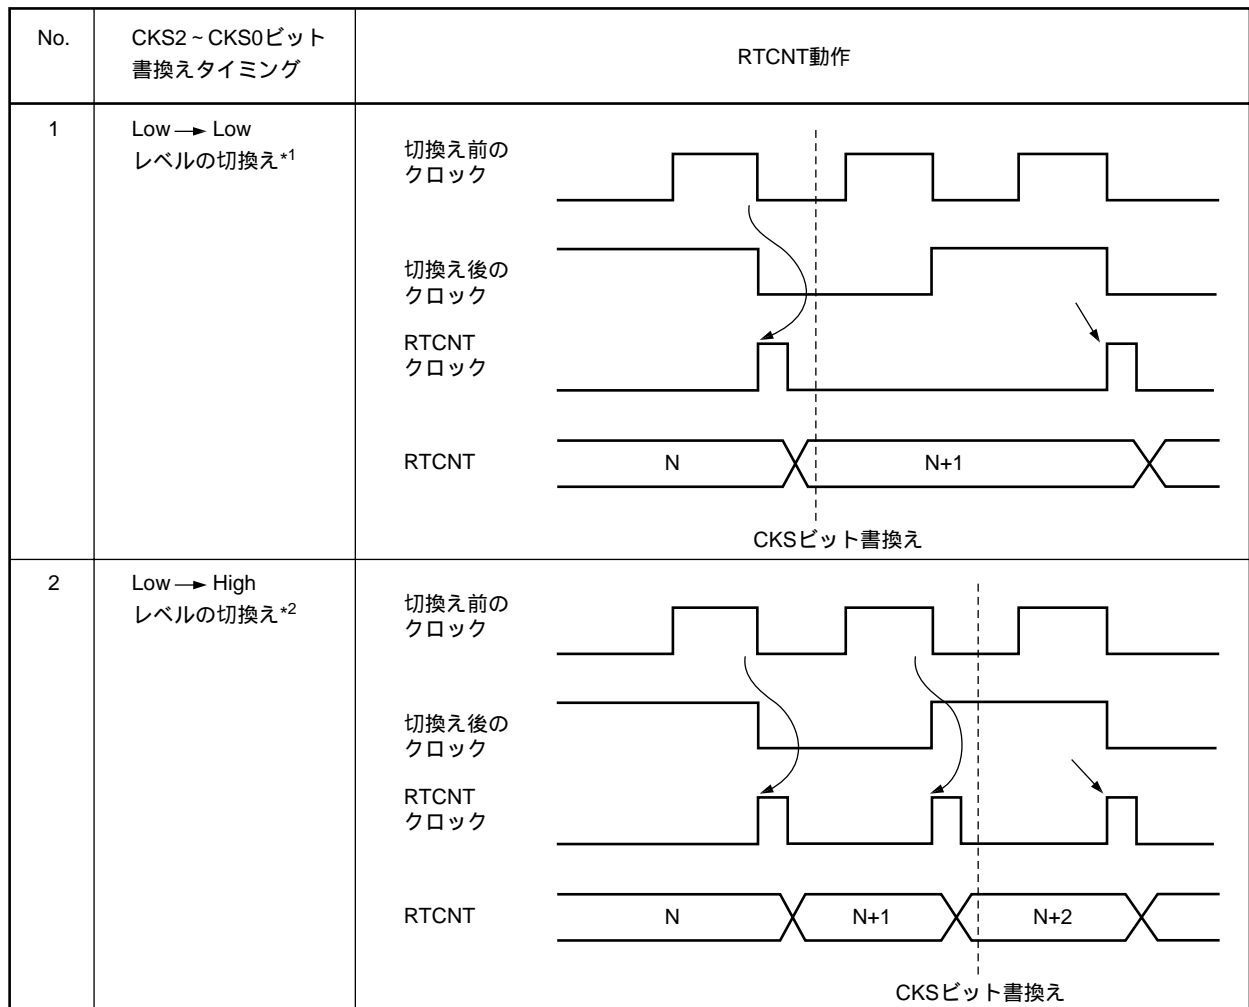 No.
CKS2～CKS0ビット
書換えタイミング
RTCNT動作
1
Low → Low
レベルの切換え*1
切換え前の
クロック
切換え後の
クロック
RTCNT
クロック
RTCNT
N
N+1
CKSビット書換え
2
Low → High
レベルの切換え*2
切換え前の
クロック
切換え後の
クロック
RTCNT
クロック
RTCNT
N
N+1
N+2
CKSビット書換え